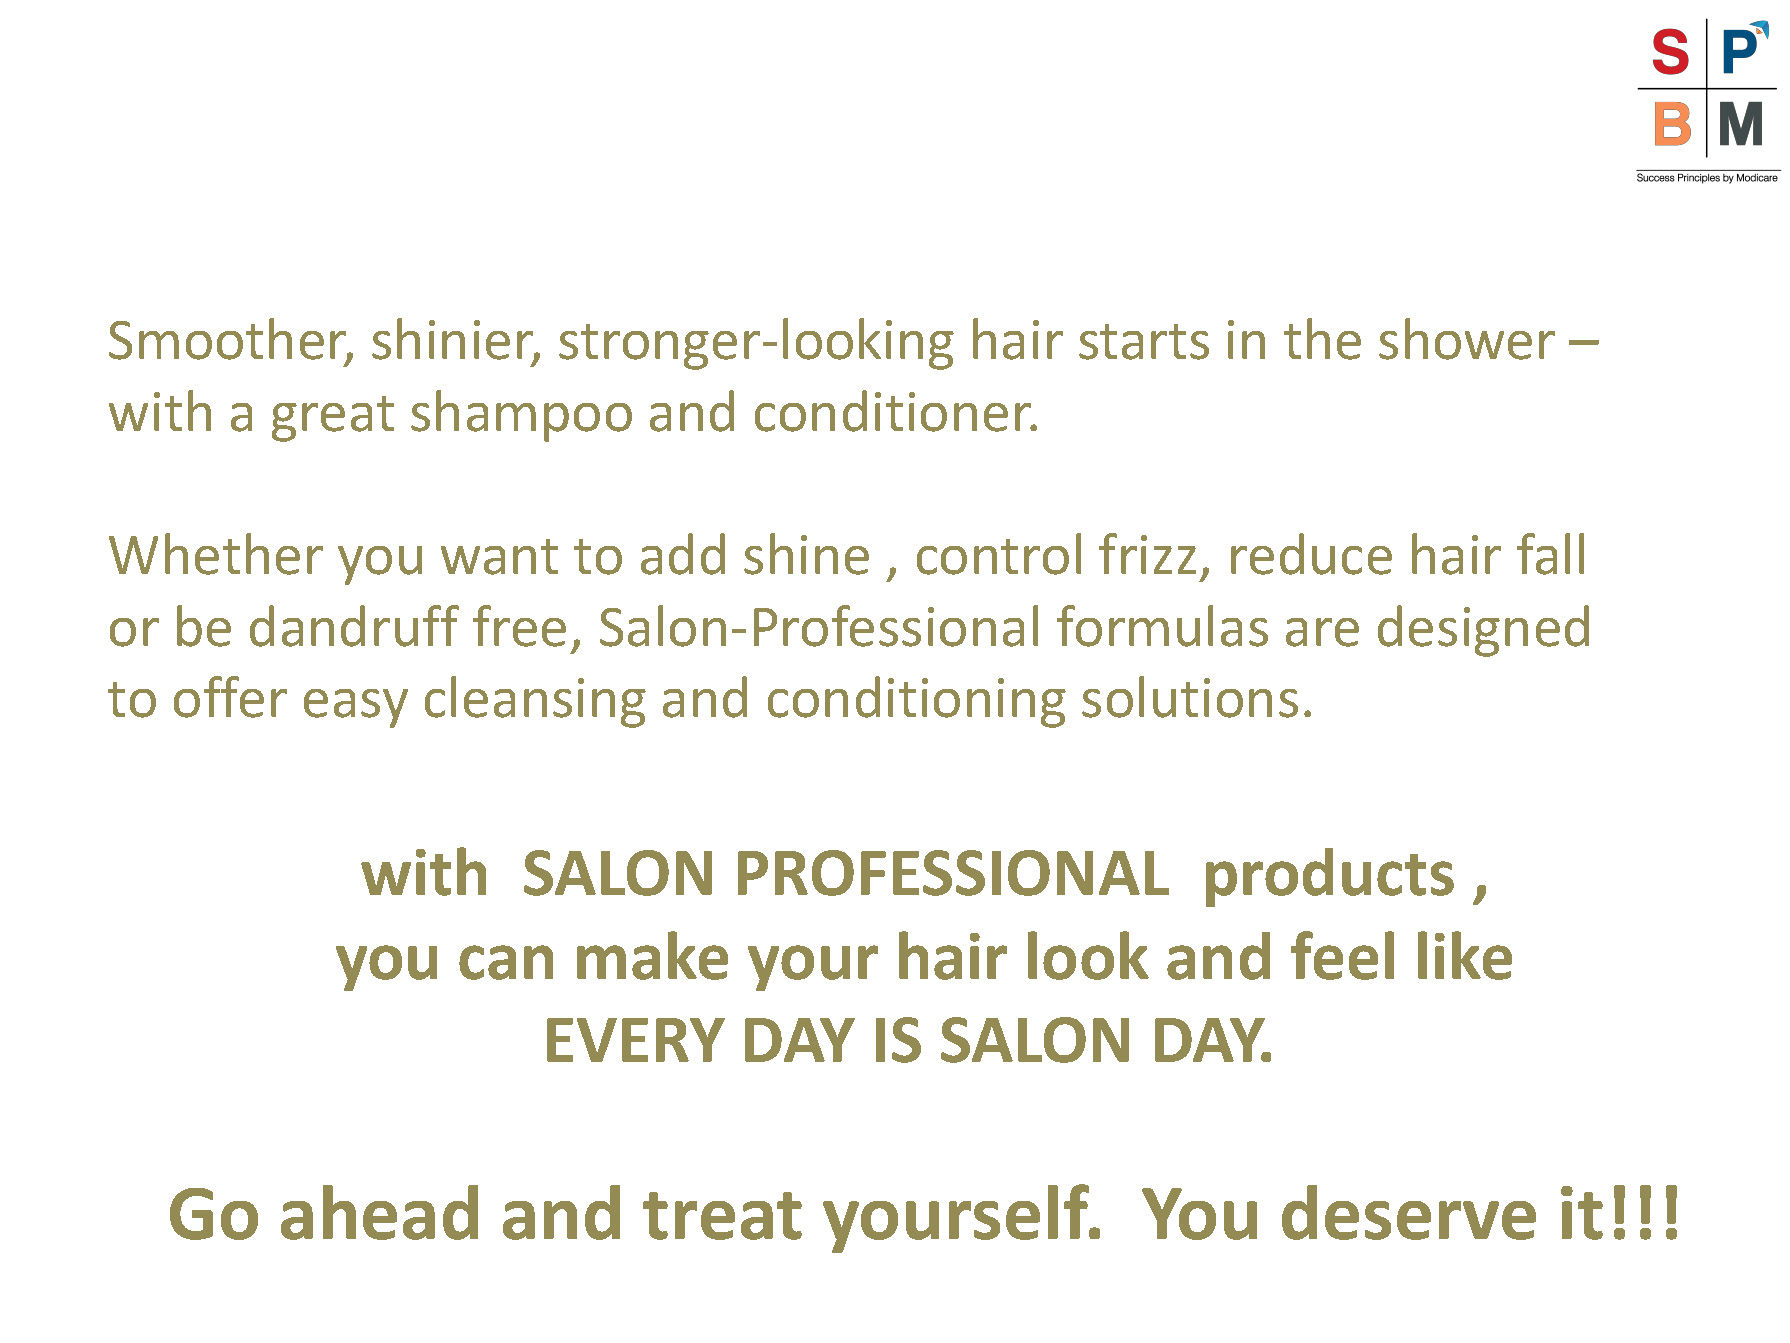 S P
B M
Success Principles by Modicare
Smoother, shinier, stronger-looking hair starts in the shower –
with a great shampoo and conditioner.
Whether you want to add shine , control frizz, reduce hair fall
or be dandruff free, Salon-Professional formulas are designed
to offer easy cleansing and conditioning solutions.
with SALON PROFESSIONAL products ,
you can make your hair look and feel like
EVERY DAY IS SALON DAY.
Go ahead and treat yourself. You deserve it!!!